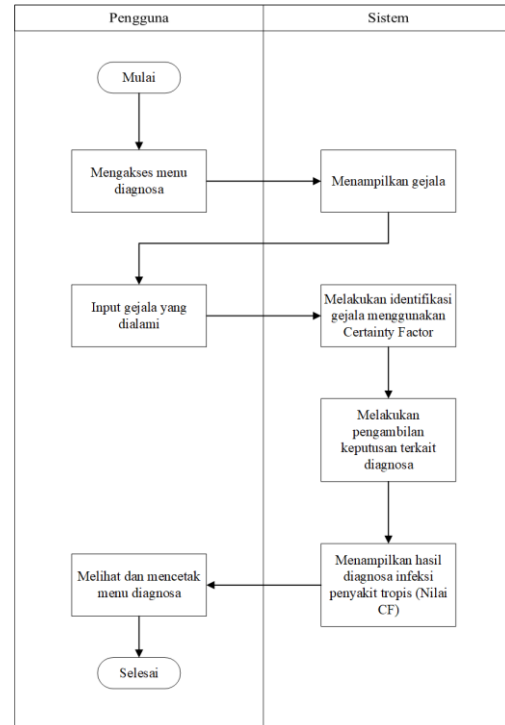 Pengguna
Sistem
Mulai
Mengakses menu
diagnosa
Menampilkan gejala
Input gejala yang
dialami
Melakukan identifikasi
gejala menggunakan
Certainty Factor
Melakukan
pengambilan
keputusan terkait
diagnosa
Menampilkan hasil
diagnosa infeksi
penyakit tropis (Nilai
CF)
Melihat dan mencetak
menu diagnosa
Selesai